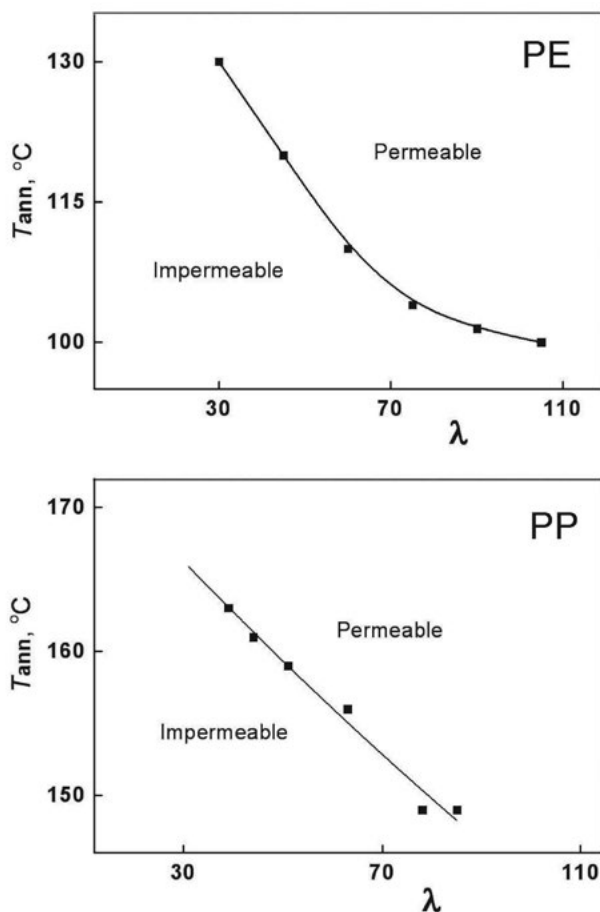 PE
130
Permeable
115
Tann, °C
Impermeable
100
30
70
110
λ
170
PP
Tann, °C
160
Permeable
Impermeable
150
30
70
110
λ